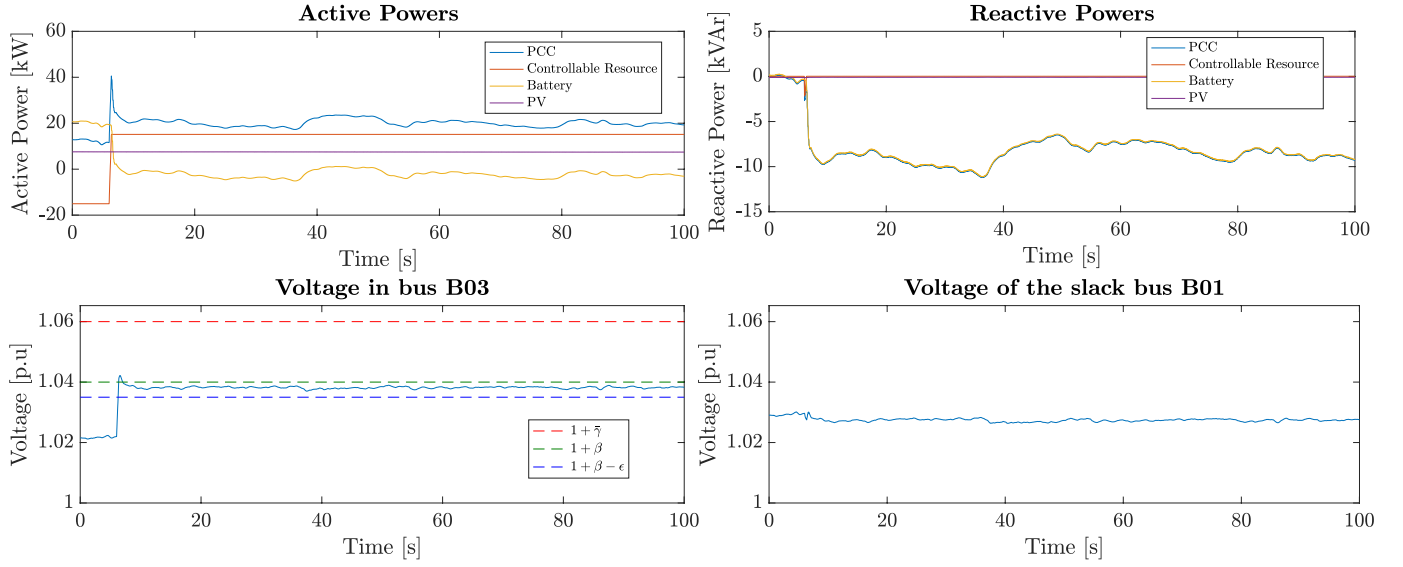 Active Powers
60
40
20
0
-20
Active Power [kW]
PCC
Controllable Resource
Battery
PV
0
20
40
60
80
100
Time [s]
Reactive Powers
5
0
-5
-10
-15
Reactive Power [kVAr]
PCC
Controllable Resource
Battery
PV
0
20
40
60
80
100
Time [s]
Voltage in bus B03
1.06
1.04
1.02
1
Voltage [p.u]
1 + γ̄
1 + β
1 + β − ϵ
0
20
40
60
80
100
Time [s]
Voltage of the slack bus B01
1.06
1.04
1.02
1
Voltage [p.u]
0
20
40
60
80
100
Time [s]